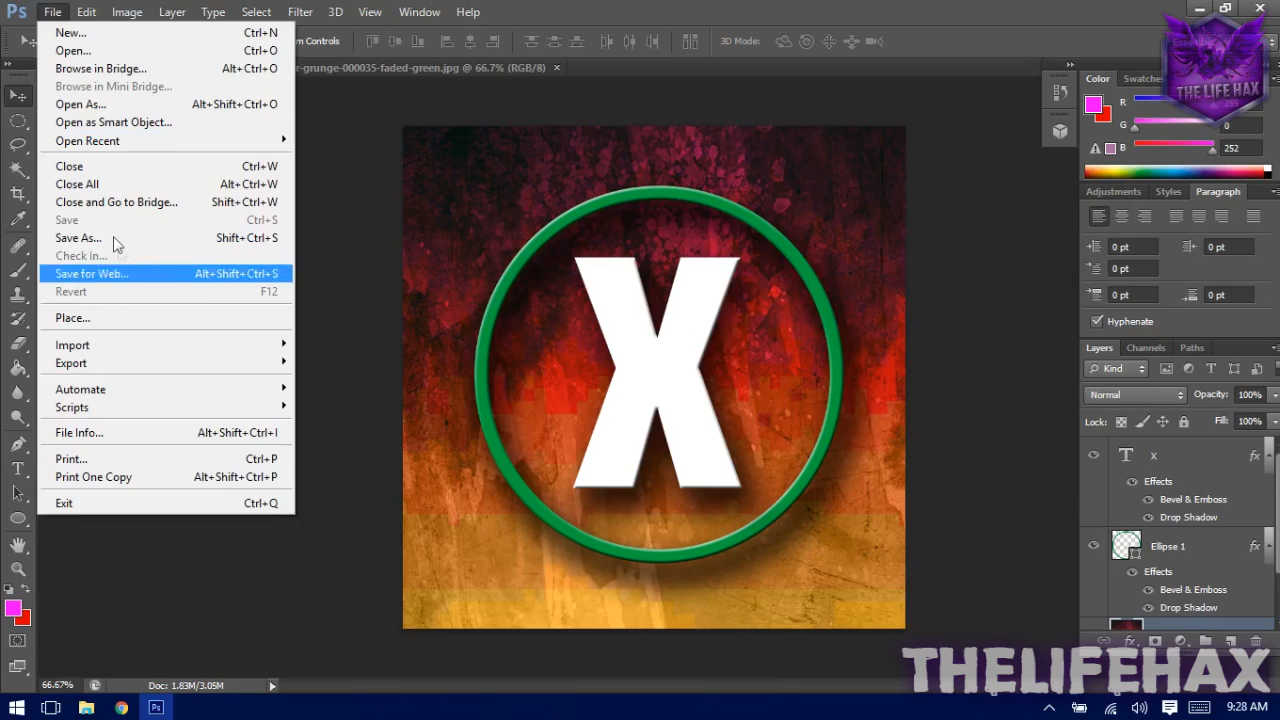 Ps File Edit Image Layer Type Select Filter 3D View Window Help
m Controls 3D Mode:
r-grunge-000035-faded-green.jpg @ 66.7% (RGB/8) ×
New... Ctrl+N
Open... Ctrl+O
Browse in Bridge... Alt+Ctrl+O
Browse in Mini Bridge...
Open As... Alt+Shift+Ctrl+O
Open as Smart Object...
Open Recent
Close Ctrl+W
Close All Alt+Ctrl+W
Close and Go to Bridge... Shift+Ctrl+W
Save Ctrl+S
Save As... Shift+Ctrl+S
Check In...
Save for Web... Alt+Shift+Ctrl+S
Revert F12
Place...
Import
Export
Automate
Scripts
File Info... Alt+Shift+Ctrl+I
Print... Ctrl+P
Print One Copy Alt+Shift+Ctrl+P
Exit Ctrl+Q
X
THE LIFE HAX
Color Swatches
R 255
G 0
B 252
Adjustments Styles Paragraph
0 pt 0 pt
0 pt
0 pt 0 pt
Hyphenate
Layers Channels Paths
Kind
Normal Opacity: 100%
Lock: Fill: 100%
T x fx
Effects
Bevel & Emboss
Drop Shadow
Ellipse 1 fx
Effects
Bevel & Emboss
Drop Shadow
fx
THELIFEHAX
66.67% Doc: 1.83M/3.05M
Ps 9:28 AM